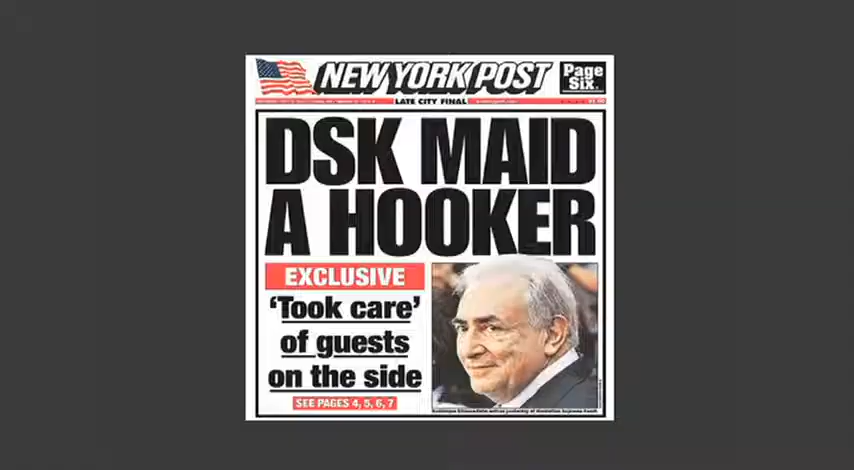 NEW YORK POST
Page
Six
LATE CITY FINAL
DSK MAID
A HOOKER
EXCLUSIVE
'Took care'
of guests
on the side
SEE PAGES 4, 5, 6, 7